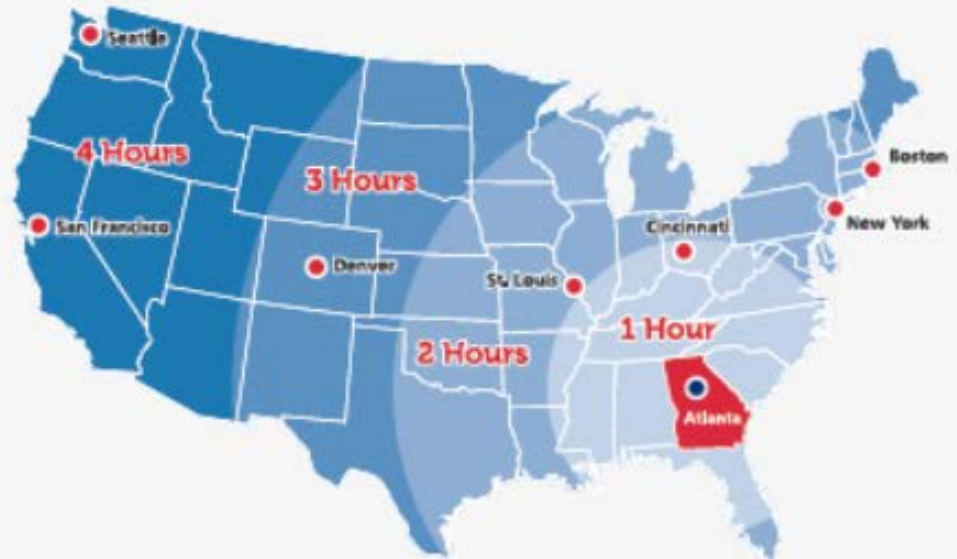 Seattle
4 Hours
3 Hours
Boston
San Francisco
Cincinnati
New York
Denver
St. Louis
1 Hour
2 Hours
Atlanta